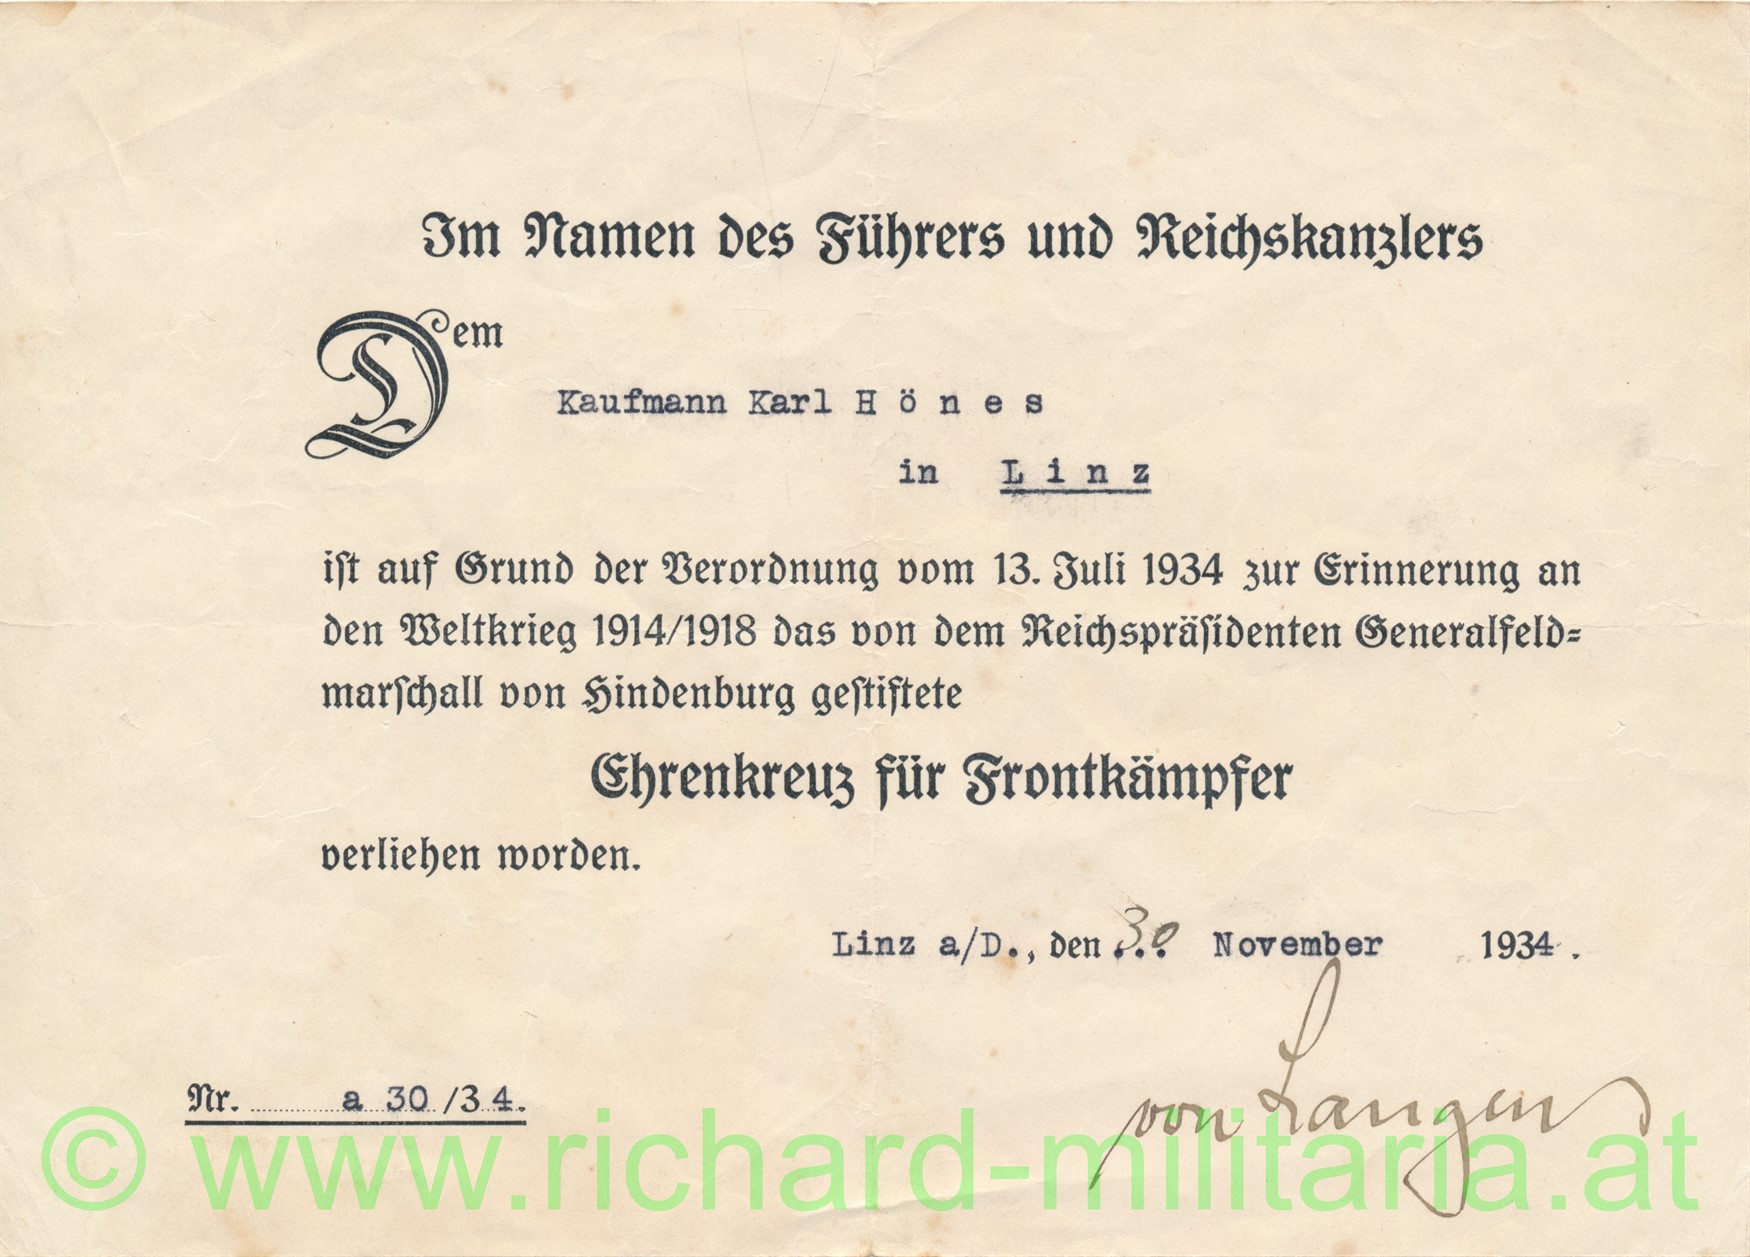 Im Namen des Führers und Reichskanzlers
Dem
Kaufmann Karl H ö n e s
in L i n z
ist auf Grund der Verordnung vom 13. Juli 1934 zur Erinnerung an
den Weltkrieg 1914/1918 das von dem Reichspräsidenten Generalfeld=
marschall von Hindenburg gestiftete
Ehrenkreuz für Frontkämpfer
verliehen worden.
Linz a/D., den 30. November 1934.
von Langen
Nr. a 30 /34.
© www.richard-militaria.at